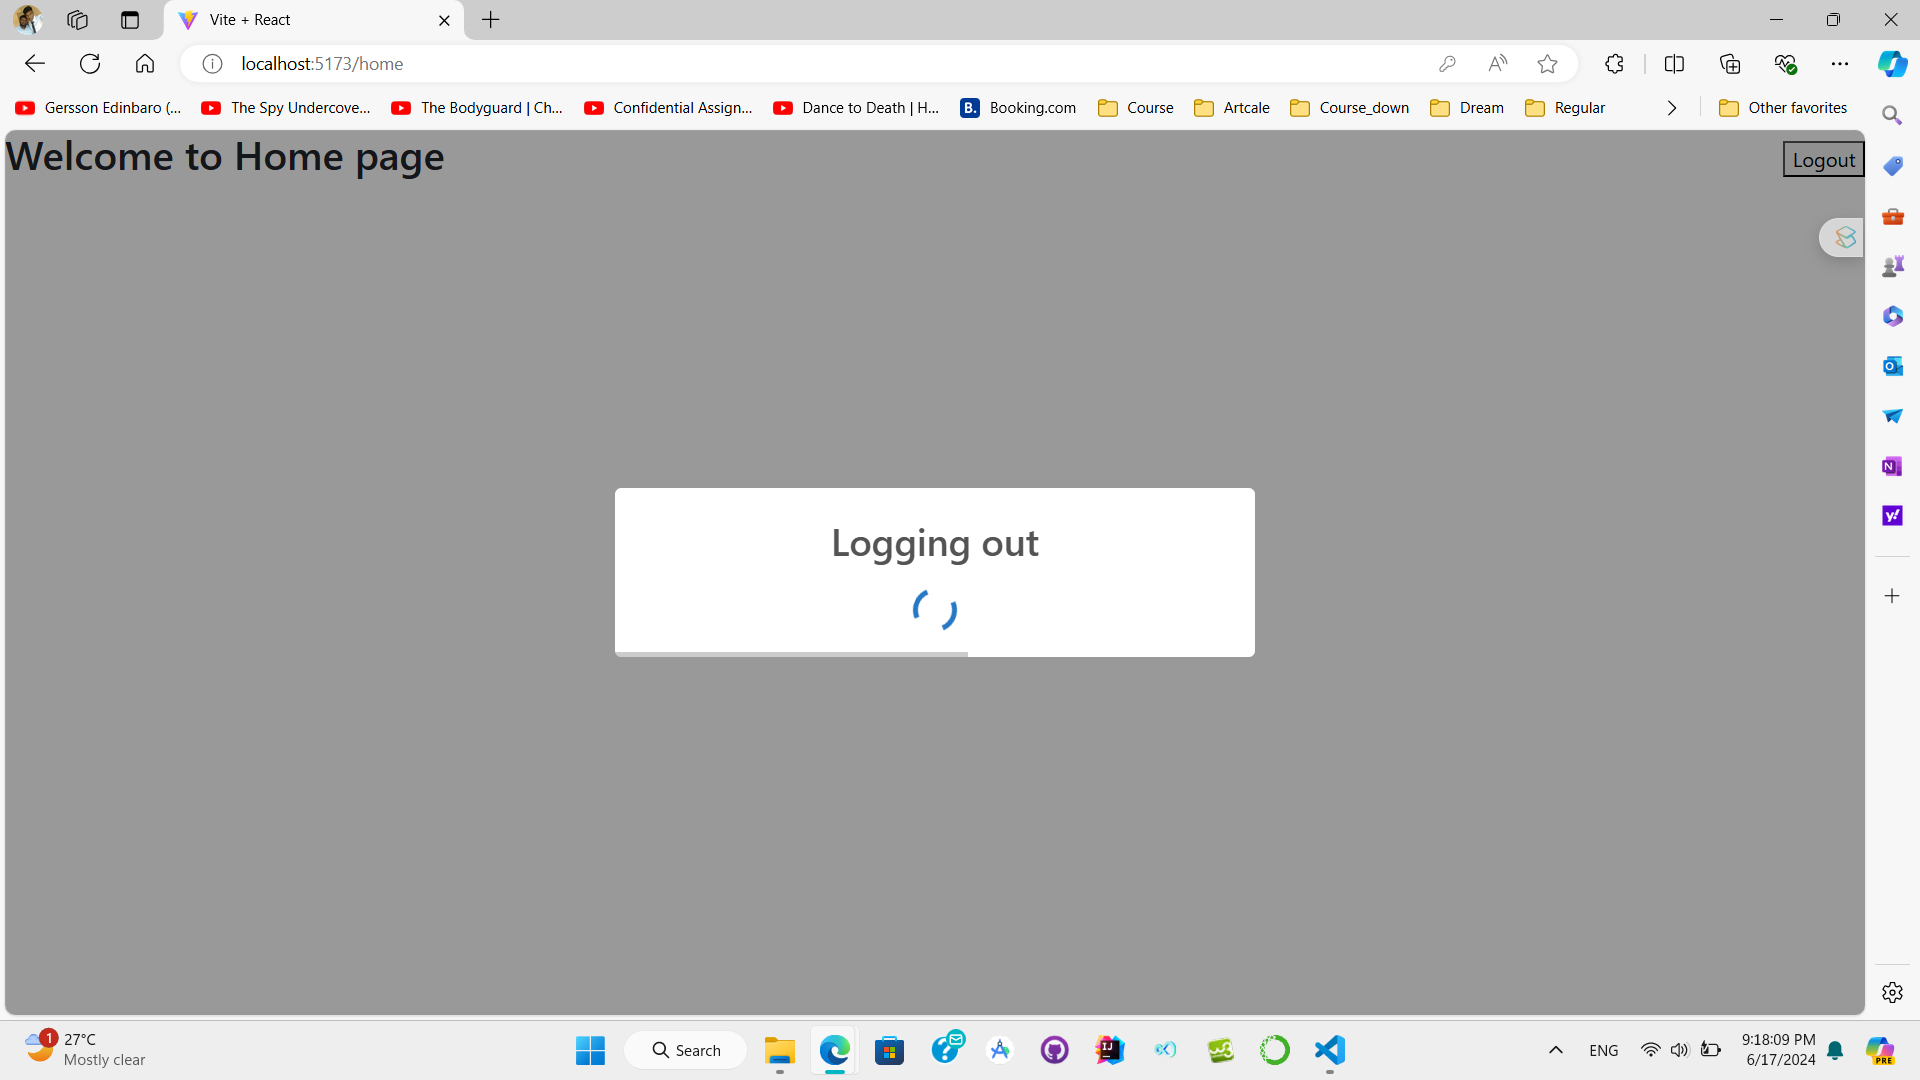 Vite + React
localhost:5173/home
Gersson Edinbaro (...
The Spy Undercove...
The Bodyguard | Ch...
Confidential Assign...
Dance to Death | H...
B. Booking.com
Course
Artcale
Course_down
Dream
Regular
Other favorites
Welcome to Home page
Logout
Logging out
1
27°C
Mostly clear
Search
ENG
9:18:09 PM
6/17/2024
PRE